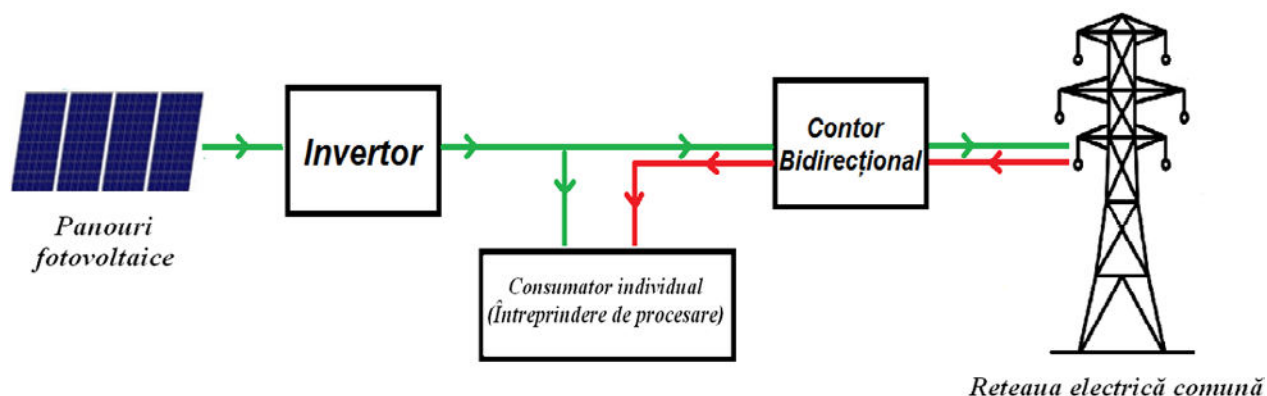 Panouri
fotovoltaice
Invertor
Consumator individual
(Întreprindere de procesare)
Contor
Bidirecțional
Reteaua electrică comună